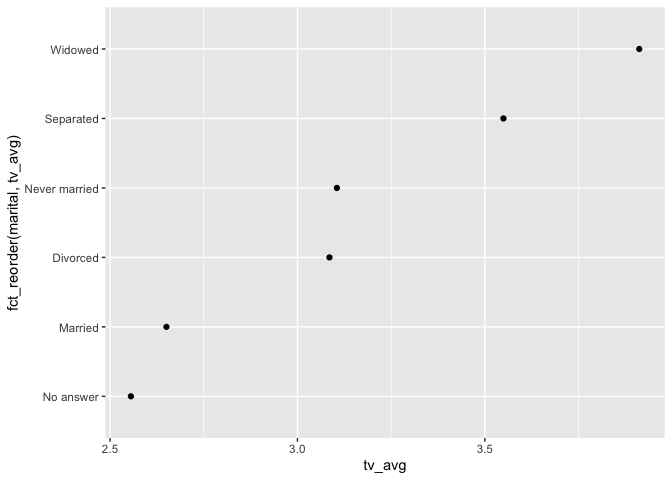 Widowed
Separated
Never married
Divorced
Married
No answer
fct_reorder(marital, tv_avg)
2.5
3.0
3.5
tv_avg